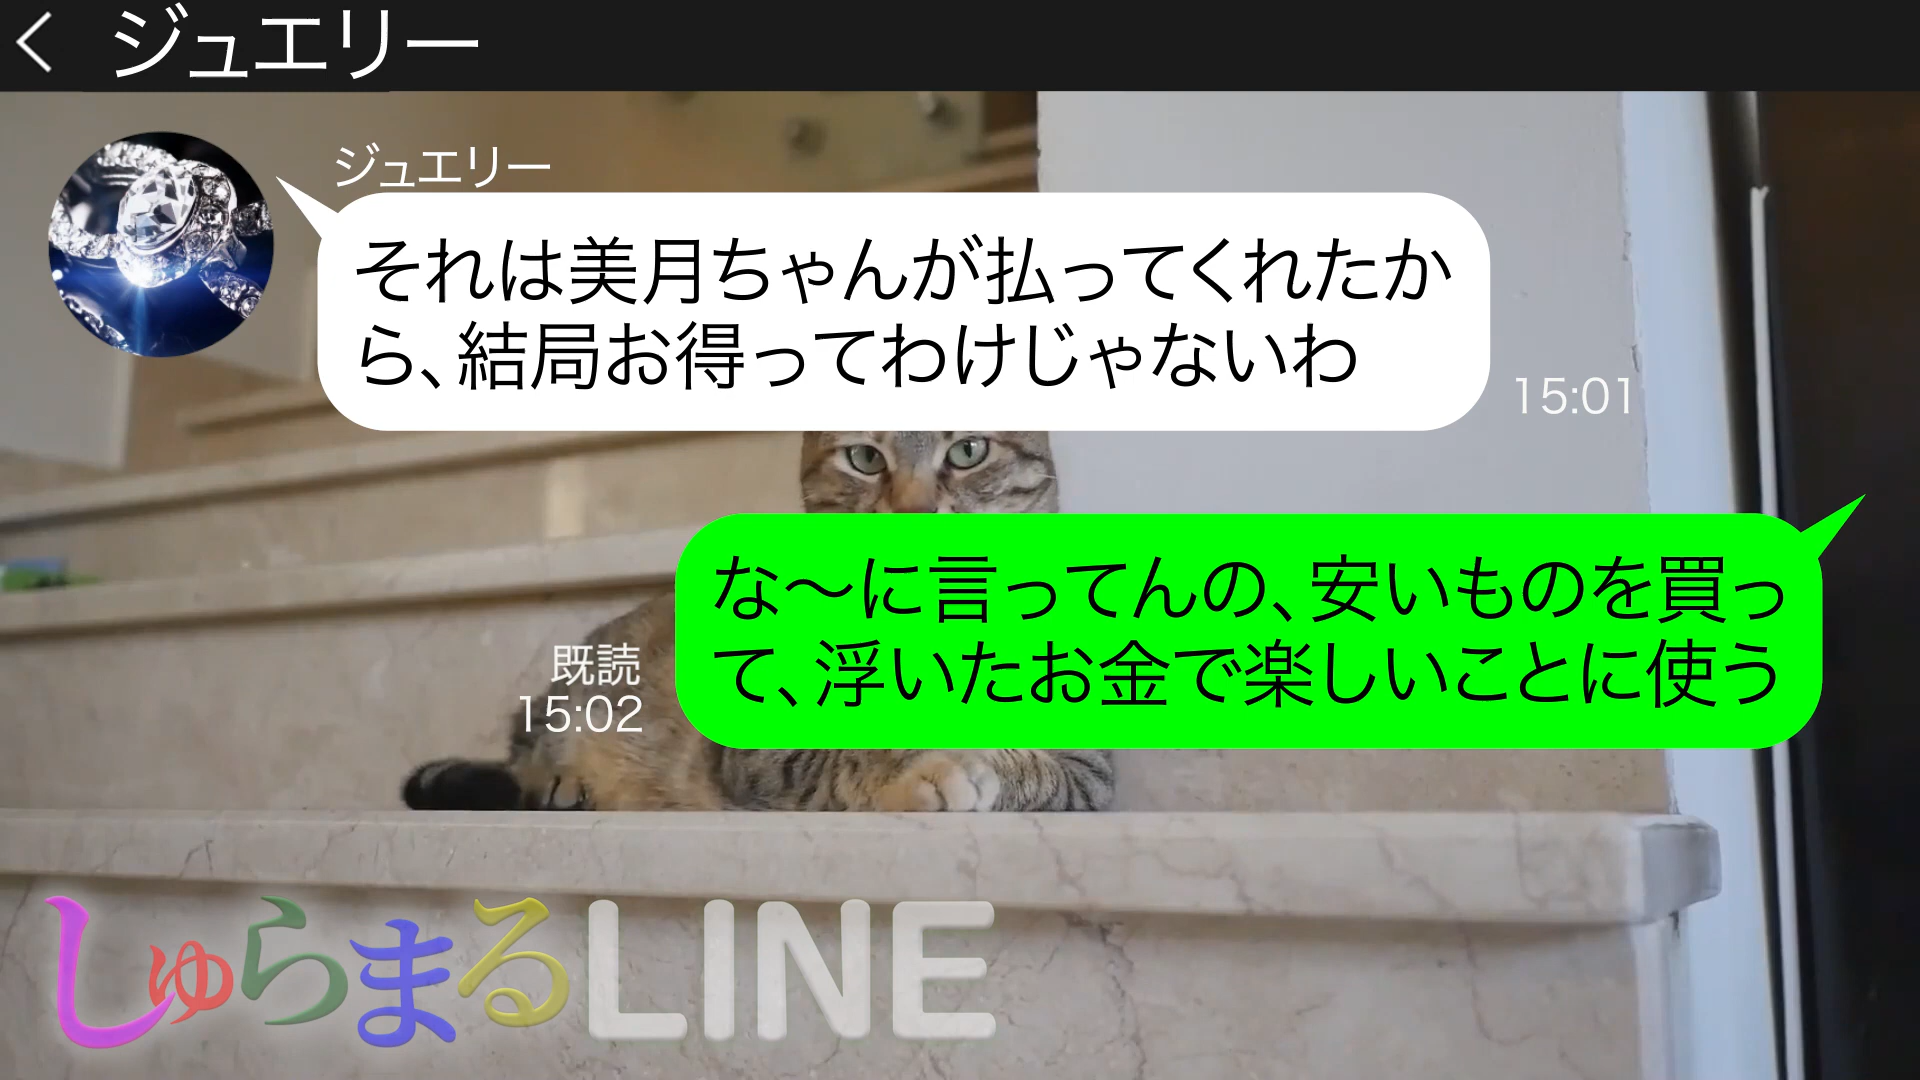 ジュエリー
ジュエリー
それは美月ちゃんが払ってくれたか
ら、結局お得ってわけじゃないわ
15:01
な〜に言ってんの、安いものを買っ
て、浮いたお金で楽しいことに使う
既読
15:02
しゅらまるLINE